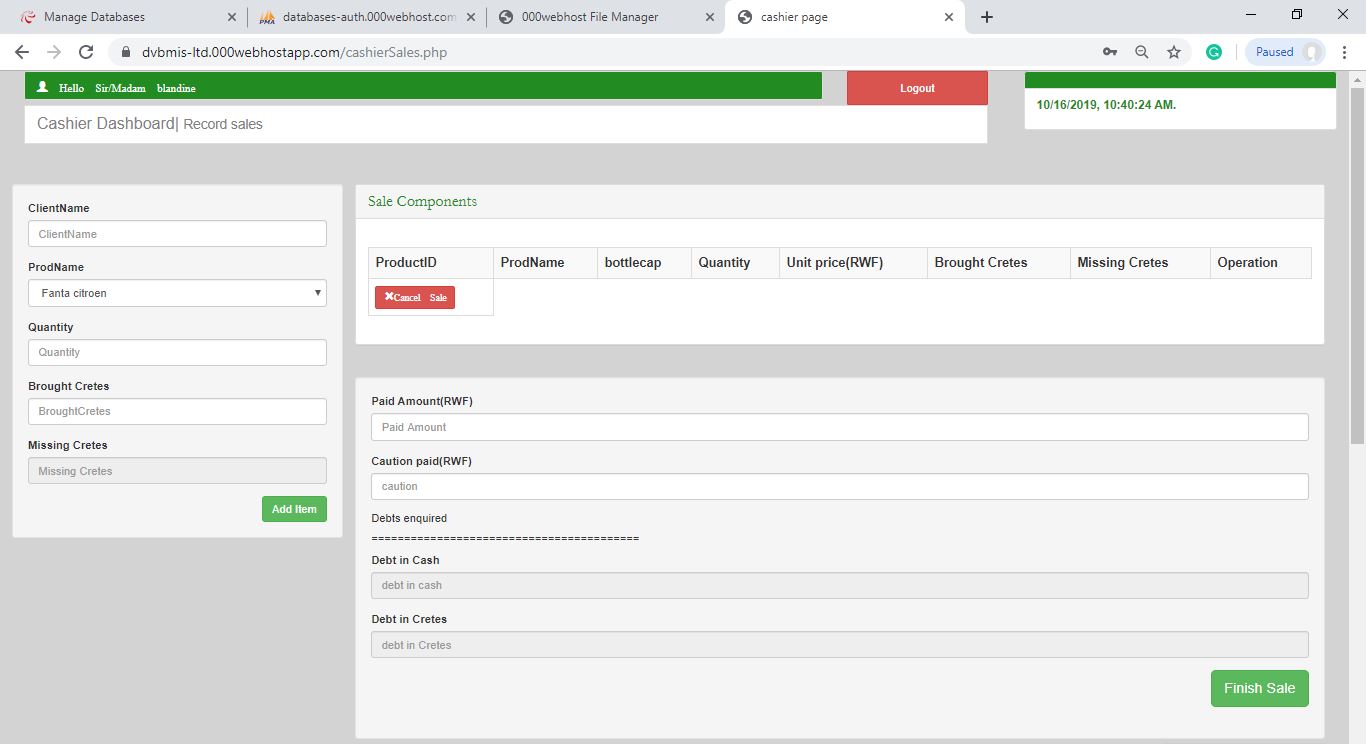 Manage Databases
databases-auth.000webhost.com
000webhost File Manager
cashier page
dvbmis-ltd.000webhostapp.com/cashierSales.php
Paused
Hello Sir/Madam blandine
Logout
10/16/2019, 10:40:24 AM.
Cashier Dashboard| Record sales
ClientName
ClientName
ProdName
Fanta citroen
Quantity
Quantity
Brought Cretes
BroughtCretes
Missing Cretes
Missing Cretes
Add Item
Sale Components
ProductID ProdName bottlecap Quantity Unit price(RWF) Brought Cretes Missing Cretes Operation
Cancel Sale
Paid Amount(RWF)
Paid Amount
Caution paid(RWF)
caution
Debts enquired
=========================================
Debt in Cash
debt in cash
Debt in Cretes
debt in Cretes
Finish Sale